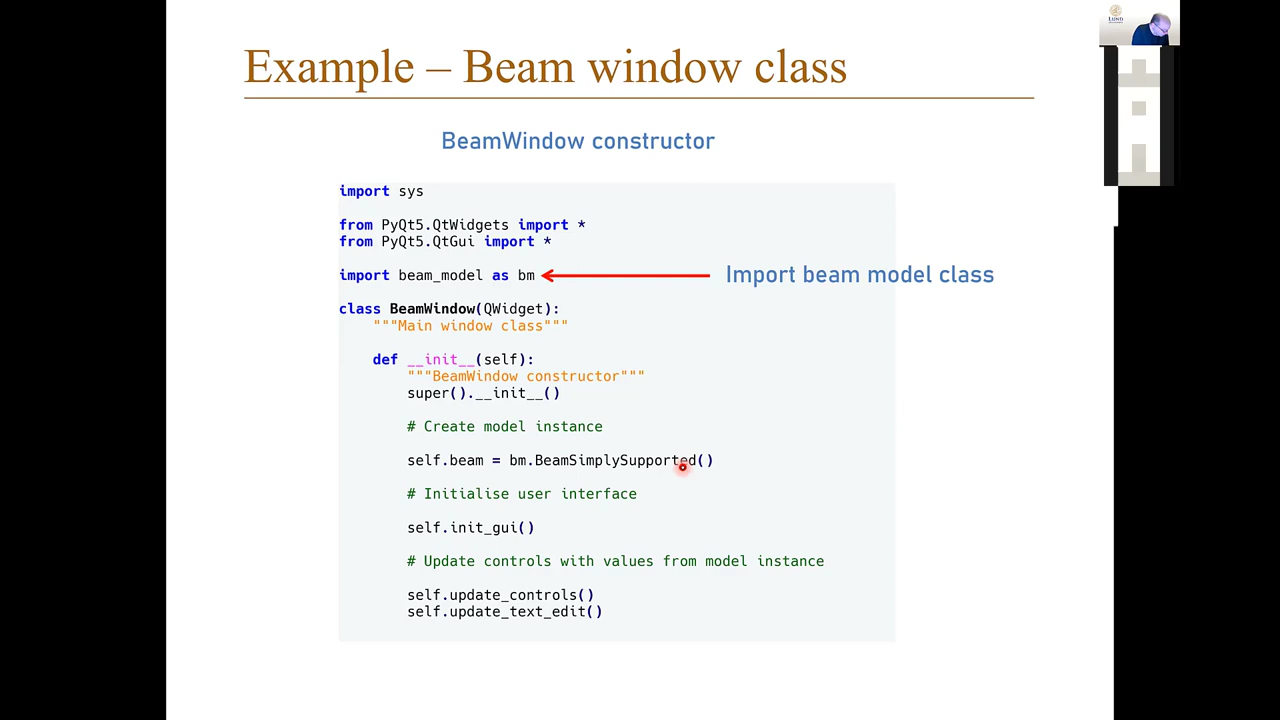 LUND
Example – Beam window class
BeamWindow constructor
import sys
from PyQt5.QtWidgets import *
from PyQt5.QtGui import *
import beam_model as bm
Import beam model class
class BeamWindow(QWidget):
"""Main window class"""
def __init__(self):
"""BeamWindow constructor"""
super().__init__()
# Create model instance
self.beam = bm.BeamSimplySupported()
# Initialise user interface
self.init_gui()
# Update controls with values from model instance
self.update_controls()
self.update_text_edit()